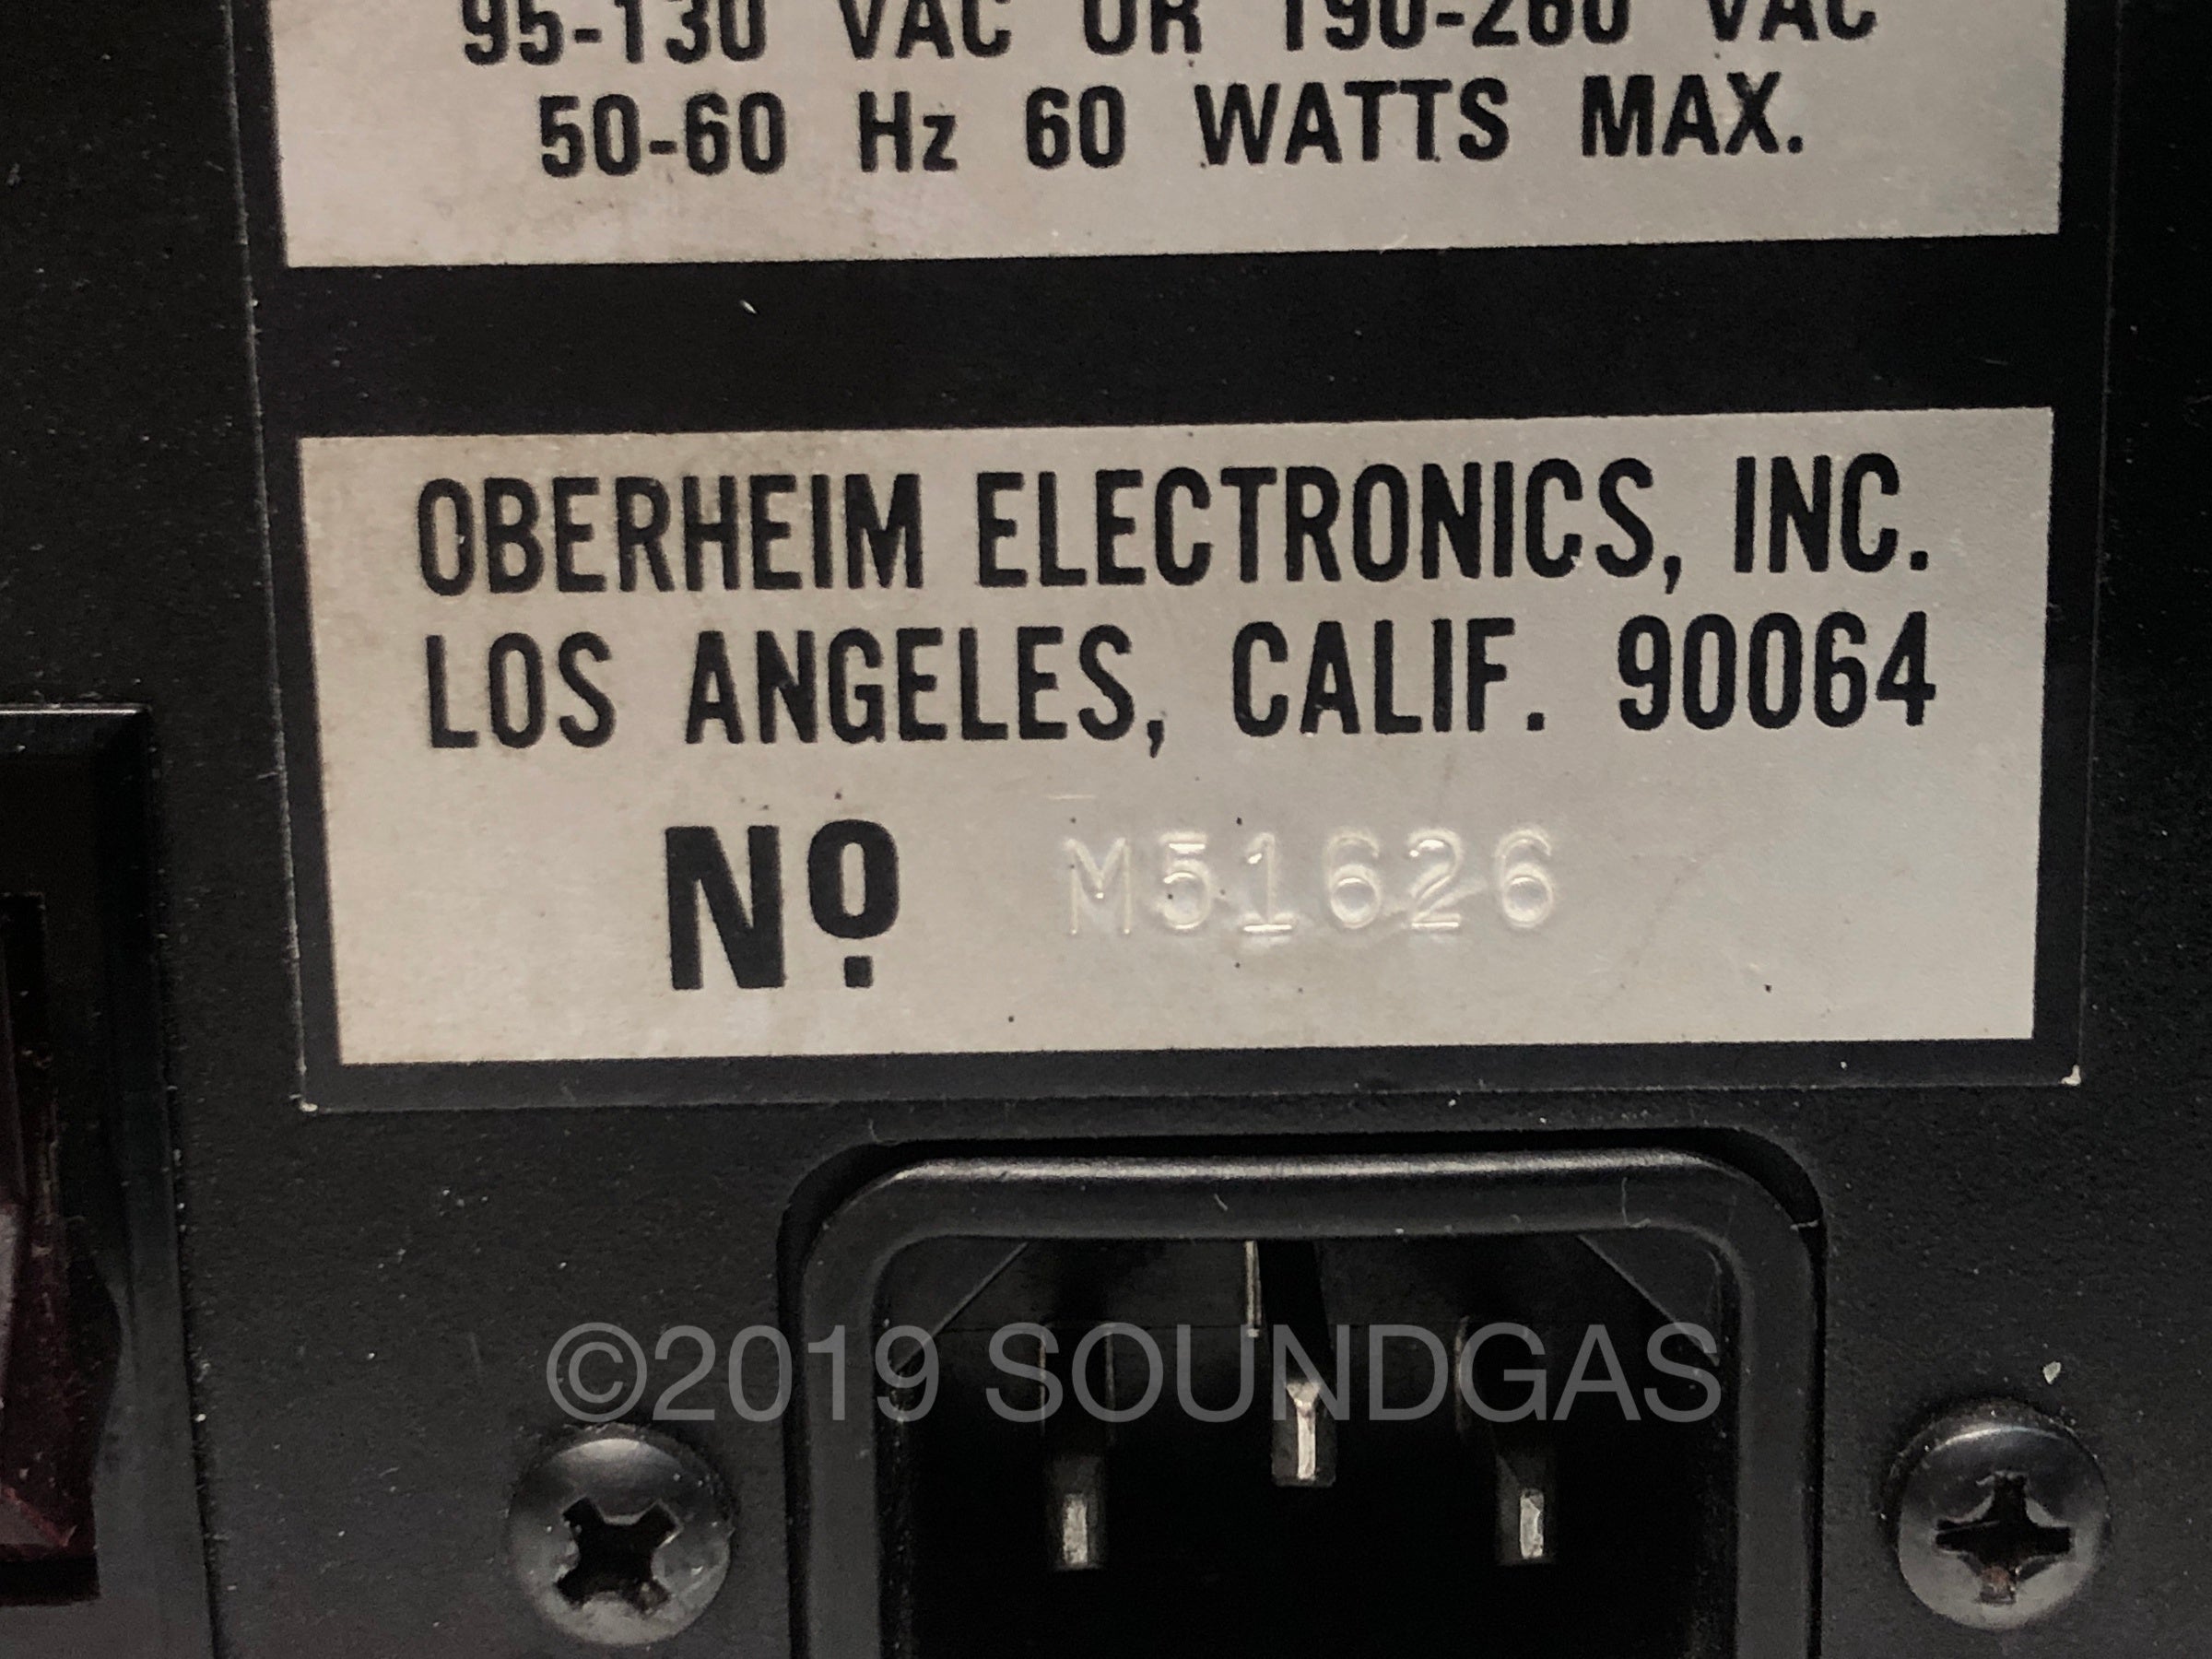 95-130 VAC OR 190-260 VAC
50-60 Hz 60 WATTS MAX.
OBERHEIM ELECTRONICS, INC.
LOS ANGELES, CALIF. 90064
Nº. M51626
©2019 SOUNDGAS